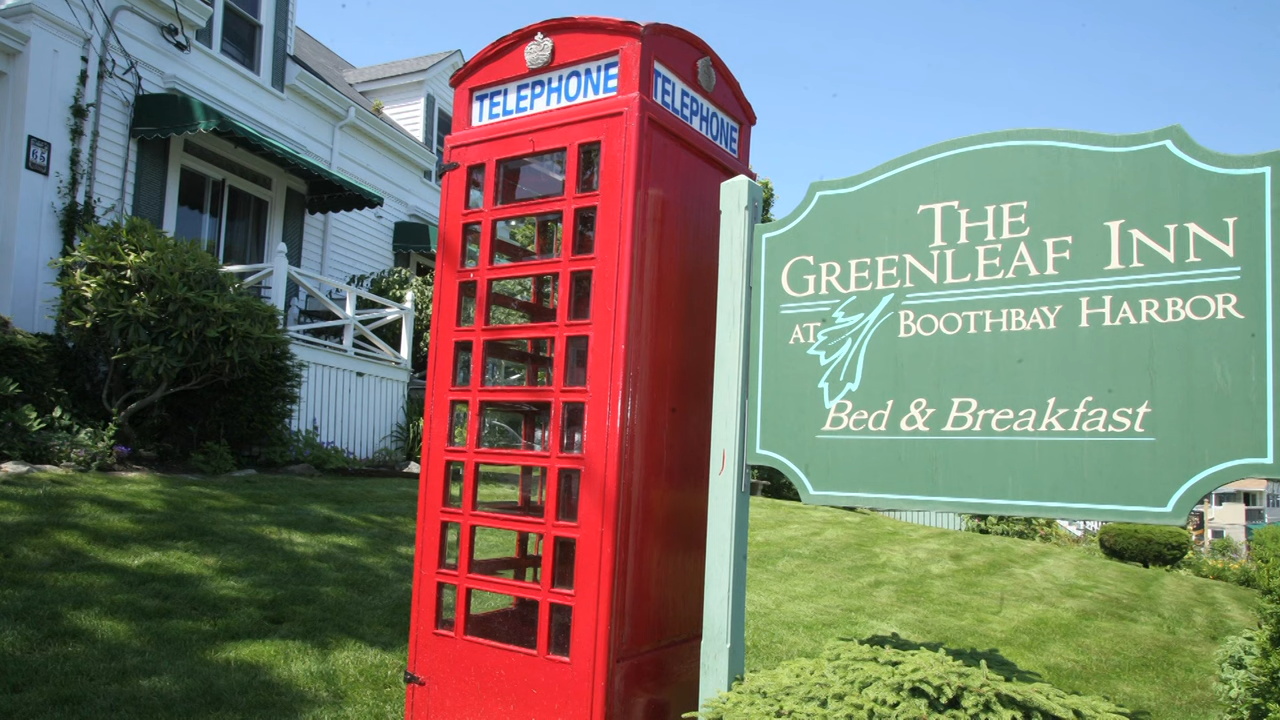 TELEPHONE
TELEPHONE
65
THE
GREENLEAF INN
AT BOOTHBAY HARBOR
Bed & Breakfast